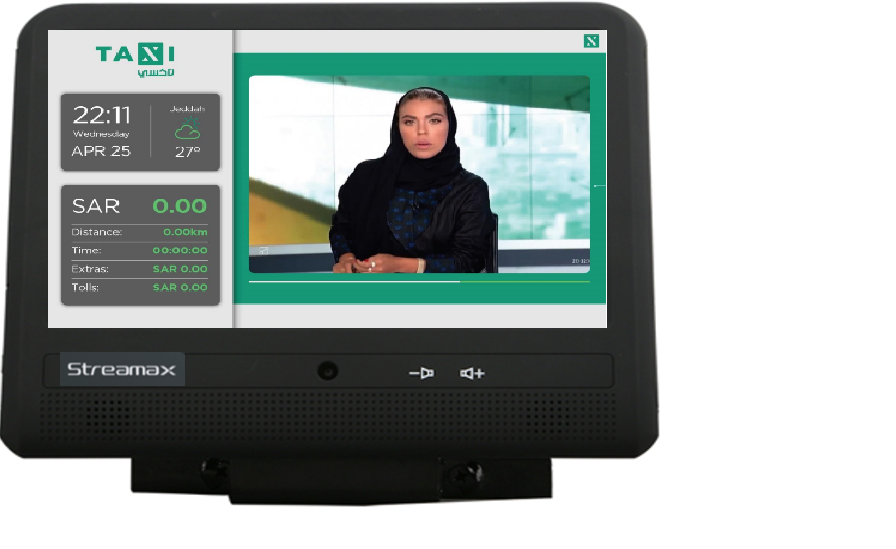 TAXI
تاكسي
22:11
Wednesday
APR 25
Jeddah
27°
SAR 0.00
Distance: 0.00km
Time: 00:00:00
Extras: SAR 0.00
Tolls: SAR 0.00
X
Streamax